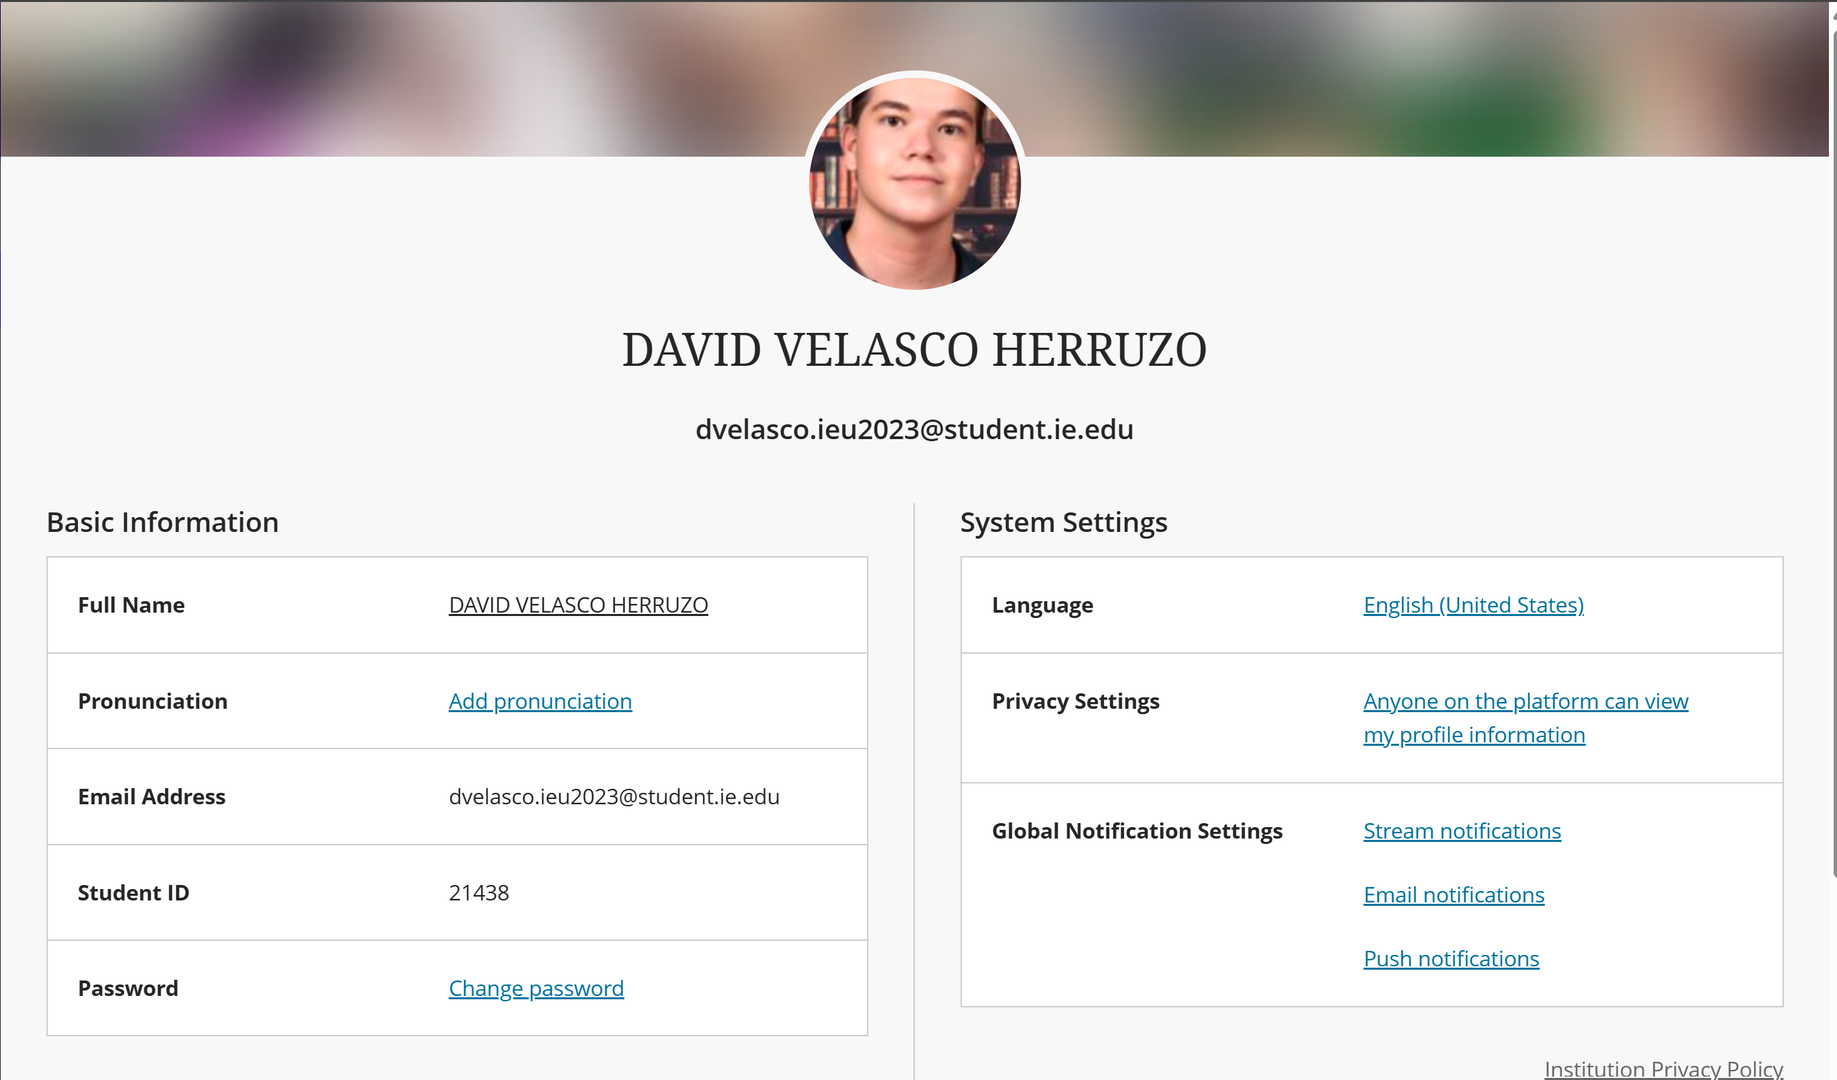 DAVID VELASCO HERRUZO
dvelasco.ieu2023@student.ie.edu
Basic Information
Full Name
DAVID VELASCO HERRUZO
Pronunciation
Add pronunciation
Email Address
dvelasco.ieu2023@student.ie.edu
Student ID
21438
Password
Change password
System Settings
Language
English (United States)
Privacy Settings
Anyone on the platform can view
my profile information
Global Notification Settings
Stream notifications
Email notifications
Push notifications
Institution Privacy Policy